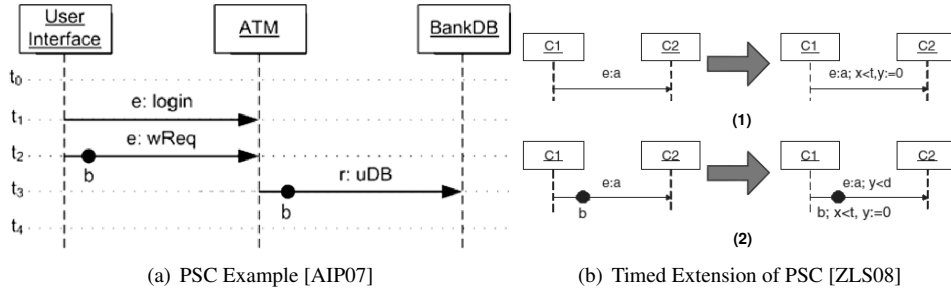 User
Interface
ATM
BankDB
t0
e: login
t1
e: wReq
t2
b
r: uDB
t3
b
t4
(a) PSC Example [AIP07]
C1
C2
C1
C2
e:a
e:a; x<t,y:=0
(1)
C1
C2
C1
C2
e:a
e:a; y<d
b
b; x<t, y:=0
(2)
(b) Timed Extension of PSC [ZLS08]